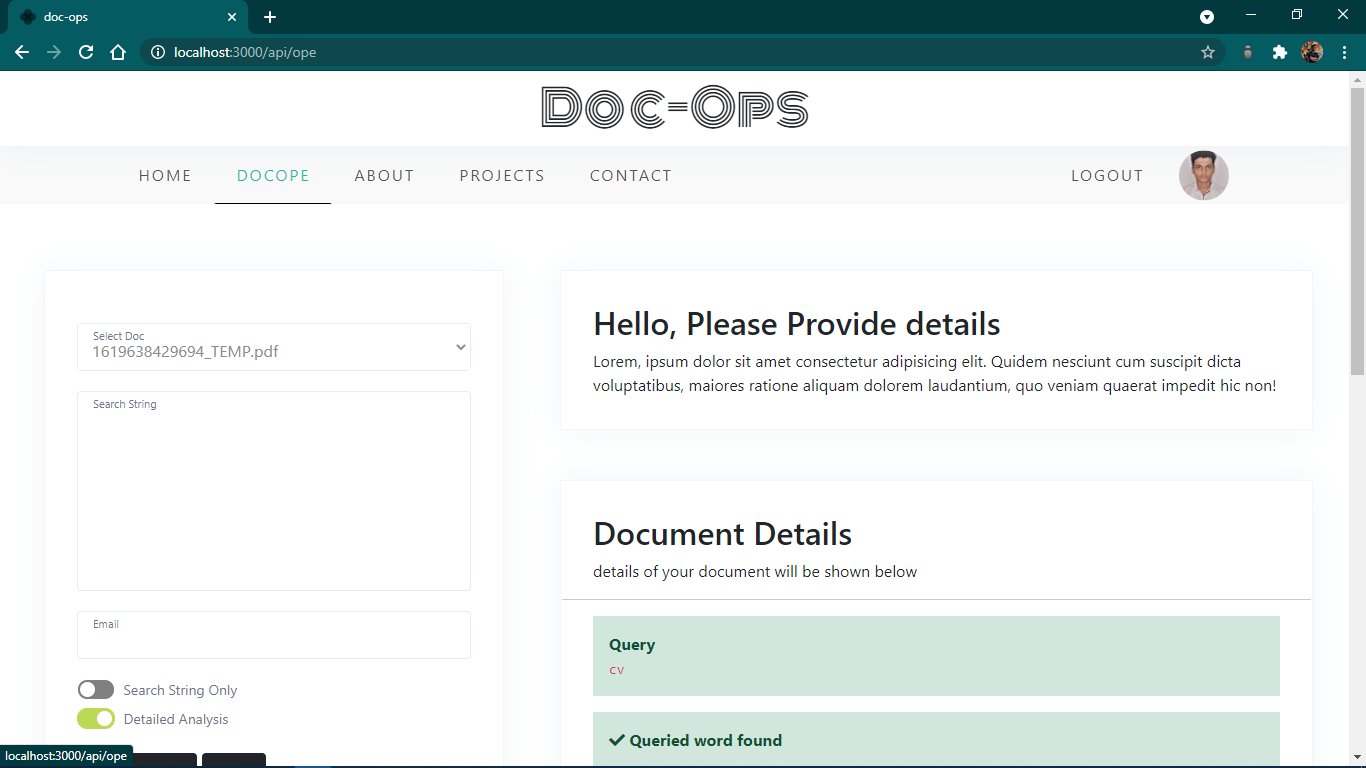 doc-ops
localhost:3000/api/ope
Doc-Ops
HOME
DOCOPE
ABOUT
PROJECTS
CONTACT
LOGOUT
Select Doc
1619638429694_TEMP.pdf
Search String
Email
Search String Only
Detailed Analysis
Hello, Please Provide details
Lorem, ipsum dolor sit amet consectetur adipisicing elit. Quidem nesciunt cum suscipit dicta
voluptatibus, maiores ratione aliquam dolorem laudantium, quo veniam quaerat impedit hic non!
Document Details
details of your document will be shown below
Query
cv
Queried word found
localhost:3000/api/ope